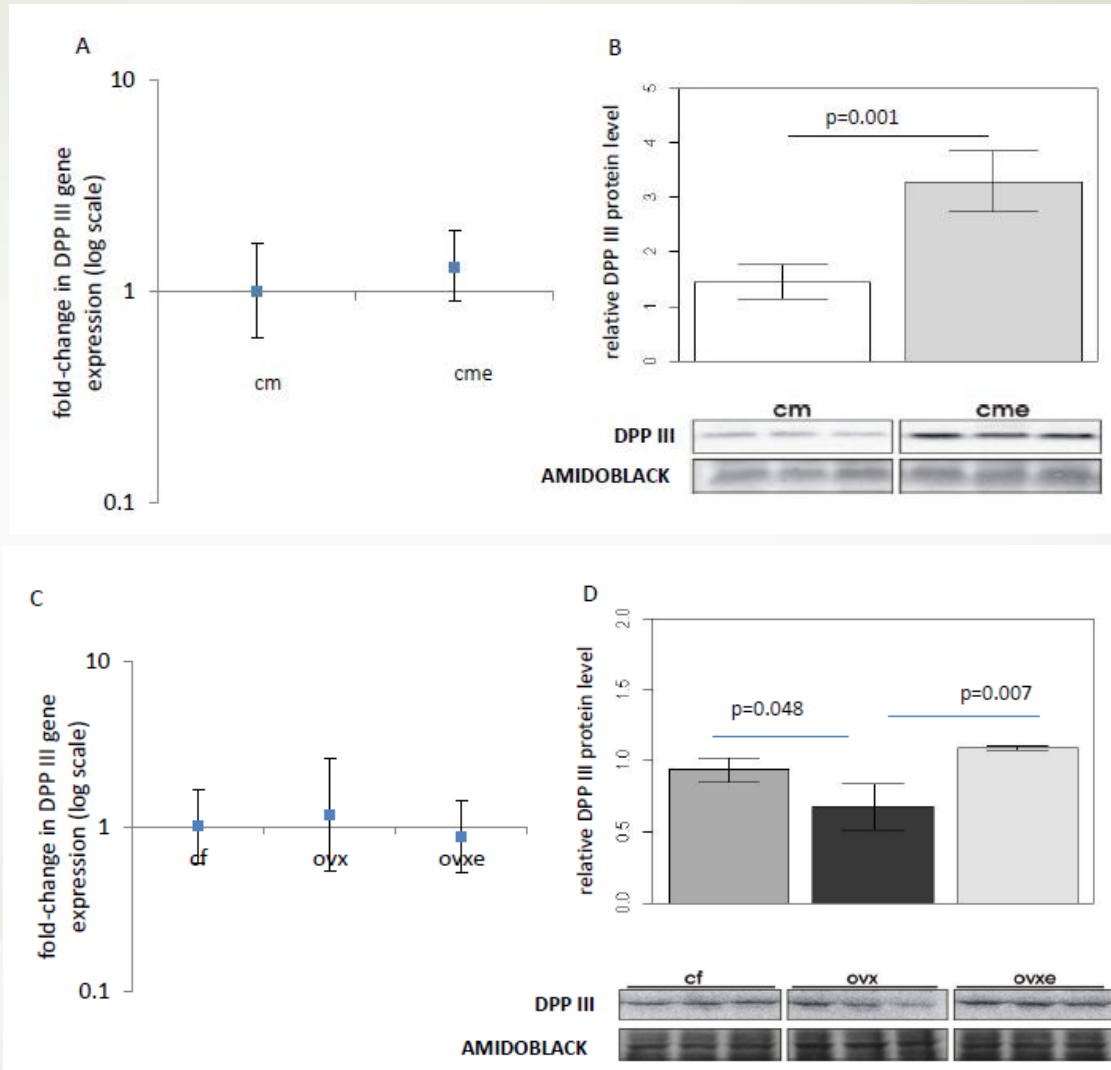 A
10
1
0.1
fold-change in DPP III gene
expression (log scale)
cm
cme
B
5
4
3
2
1
0
relative DPP III protein level
p=0.001
cm cme
DPP III
AMIDOBLACK
C
10
1
0.1
fold-change in DPP III gene
expression (log scale)
cf ovx ovxe
D
2.0
1.5
1.0
0.5
0.0
relative DPP III protein level
p=0.048
p=0.007
cf ovx ovxe
DPP III
AMIDOBLACK